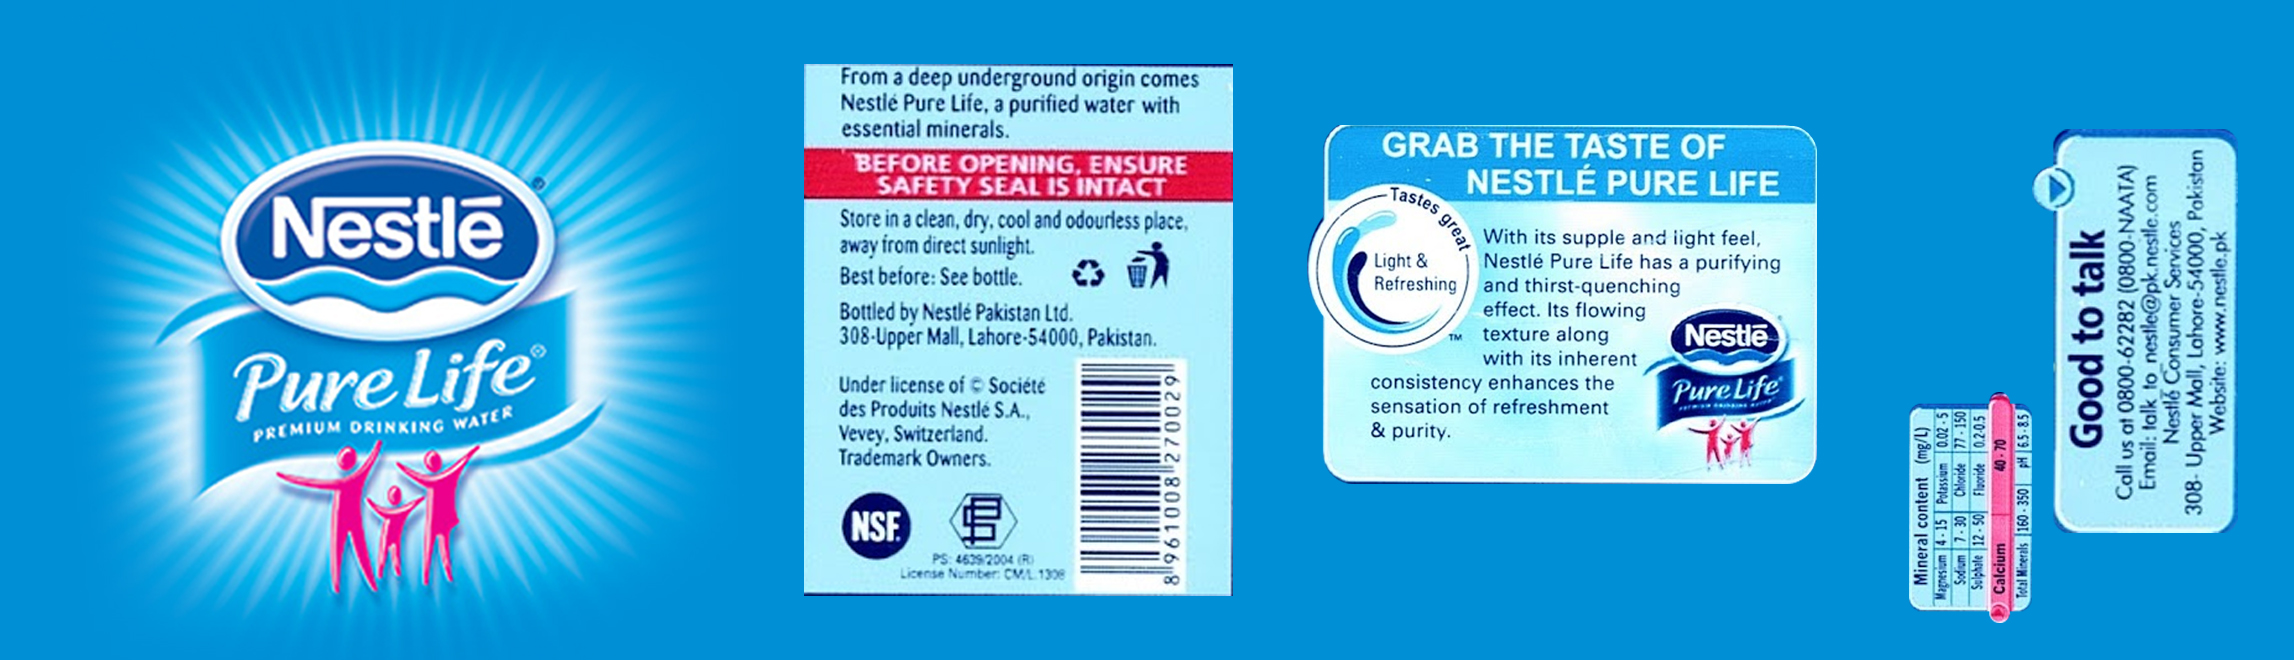 Nestlé
®
Pure Life®
PREMIUM DRINKING WATER
From a deep underground origin comes
Nestlé Pure Life, a purified water with
essential minerals.
BEFORE OPENING, ENSURE
SAFETY SEAL IS INTACT
Store in a clean, dry, cool and odourless place,
away from direct sunlight.
Best before: See bottle.
Bottled by Nestlé Pakistan Ltd.
308-Upper Mall, Lahore-54000, Pakistan.
Under license of © Société
des Produits Nestlé S.A.,
Vevey, Switzerland.
Trademark Owners.
NSF.
PS: 4639/2004 (R)
License Number: CM/L.1308
8961008270029
GRAB THE TASTE OF
NESTLÉ PURE LIFE
Tastes great
Light &
Refreshing
TM
With its supple and light feel,
Nestlé Pure Life has a purifying
and thirst-quenching
effect. Its flowing
texture along
with its inherent
consistency enhances the
sensation of refreshment
& purity.
Nestlé
Pure Life®
PREMIUM DRINKING WATER
Mineral content (mg/L)
Magnesium 4 - 15 Potassium 0.02 - 5
Sodium 7 - 30 Chloride 77 - 150
Sulphate 12 - 50 Fluoride 0.2-0.5
Calcium 40 - 70
Total Minerals 160 - 350 pH 6.5 - 8.5
Good to talk
Call us at 0800-62282 (0800-NAATA)
Email: talk to nestle@pk.nestle.com
Nestlé Consumer Services
308- Upper Mall, Lahore-54000, Pakistan
Website: www.nestle.pk